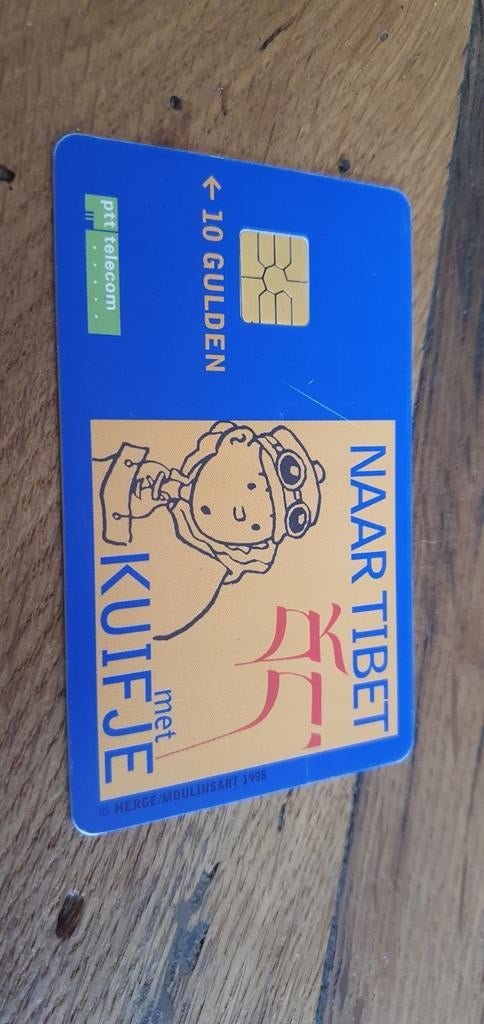 NAAR TIBET
བོད་
← 10 GULDEN
met
KUIFJE
ptt telecom
© HERGÉ/MOULINSART 1998